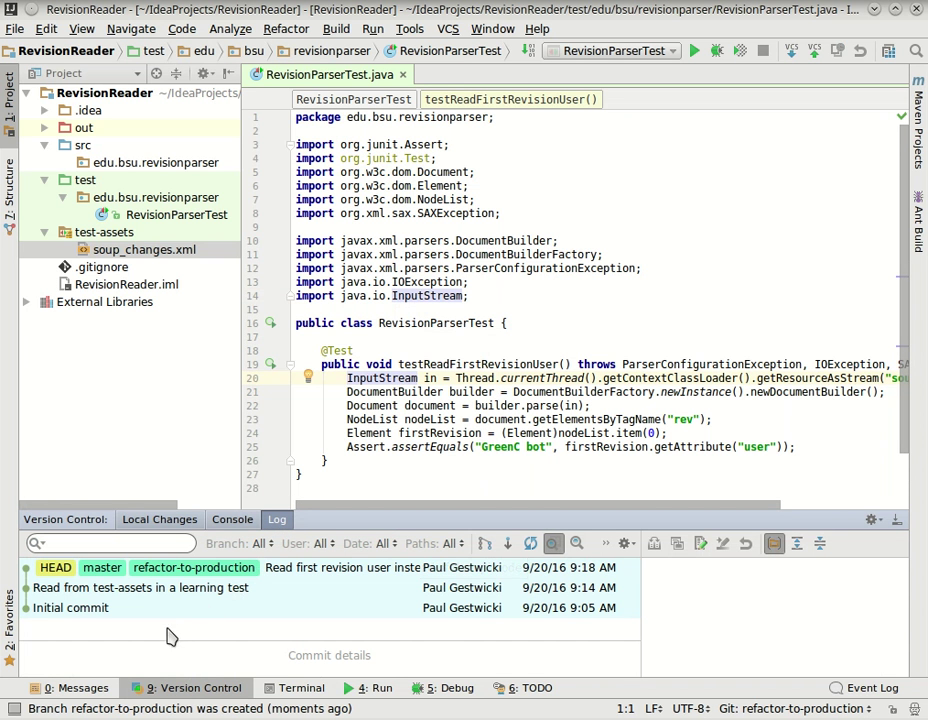 RevisionReader - [~/IdeaProjects/RevisionReader] - [RevisionReader] - ~/IdeaProjects/RevisionReader/test/edu/bsu/revisionparser/RevisionParserTest.java - I...
File Edit View Navigate Code Analyze Refactor Build Run Tools VCS Window Help
RevisionReader test edu bsu revisionparser RevisionParserTest RevisionParserTest VCS VCS
Project
RevisionParserTest.java
RevisionReader ~/IdeaProjects/
.idea
out
src
edu.bsu.revisionparser
test
edu.bsu.revisionparser
RevisionParserTest
test-assets
soup_changes.xml
.gitignore
RevisionReader.iml
External Libraries
1: Project
7: Structure
2: Favorites
RevisionParserTest testReadFirstRevisionUser()
1 package edu.bsu.revisionparser;
2
3 import org.junit.Assert;
4 import org.junit.Test;
5 import org.w3c.dom.Document;
6 import org.w3c.dom.Element;
7 import org.w3c.dom.NodeList;
8 import org.xml.sax.SAXException;
9
10 import javax.xml.parsers.DocumentBuilder;
11 import javax.xml.parsers.DocumentBuilderFactory;
12 import javax.xml.parsers.ParserConfigurationException;
13 import java.io.IOException;
14 import java.io.InputStream;
15
16 public class RevisionParserTest {
17
18 @Test
19 public void testReadFirstRevisionUser() throws ParserConfigurationException, IOException, SA
20 InputStream in = Thread.currentThread().getContextClassLoader().getResourceAsStream("sou
21 DocumentBuilder builder = DocumentBuilderFactory.newInstance().newDocumentBuilder();
22 Document document = builder.parse(in);
23 NodeList nodeList = document.getElementsByTagName("rev");
24 Element firstRevision = (Element)nodeList.item(0);
25 Assert.assertEquals("GreenC bot", firstRevision.getAttribute("user"));
26 }
27 }
28
Maven Projects
Ant Build
Version Control: Local Changes Console Log
Branch: All User: All Date: All Paths: All
HEAD master refactor-to-production Read first revision user inste Paul Gestwicki 9/20/16 9:18 AM
Read from test-assets in a learning test Paul Gestwicki 9/20/16 9:14 AM
Initial commit Paul Gestwicki 9/20/16 9:05 AM
Commit details
0: Messages 9: Version Control Terminal 4: Run 5: Debug 6: TODO Event Log
Branch refactor-to-production was created (moments ago) 1:1 LF UTF-8 Git: refactor-to-production